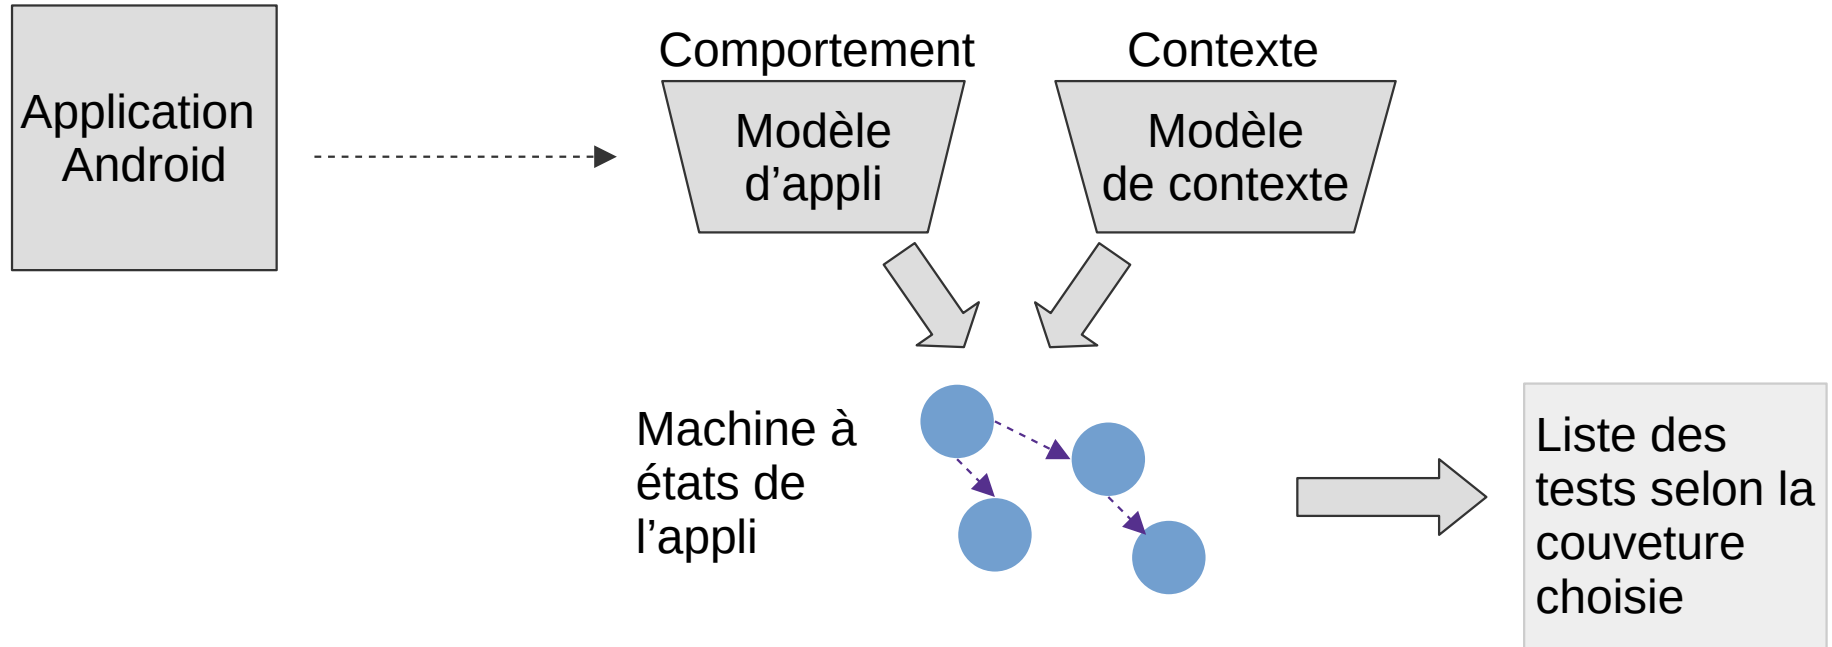 Application
Android
Comportement
Modèle
d’appli
Contexte
Modèle
de contexte
Machine à
états de
l’appli
Liste des
tests selon la
couveture
choisie